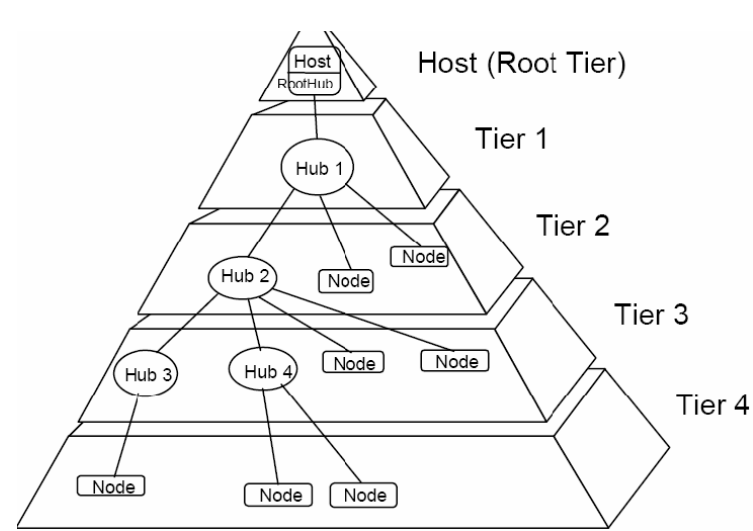 Host
RootHub
Host (Root Tier)
Tier 1
Hub 1
Tier 2
Node
Hub 2
Node
Tier 3
Hub 3
Hub 4
Node
Node
Tier 4
Node
Node
Node